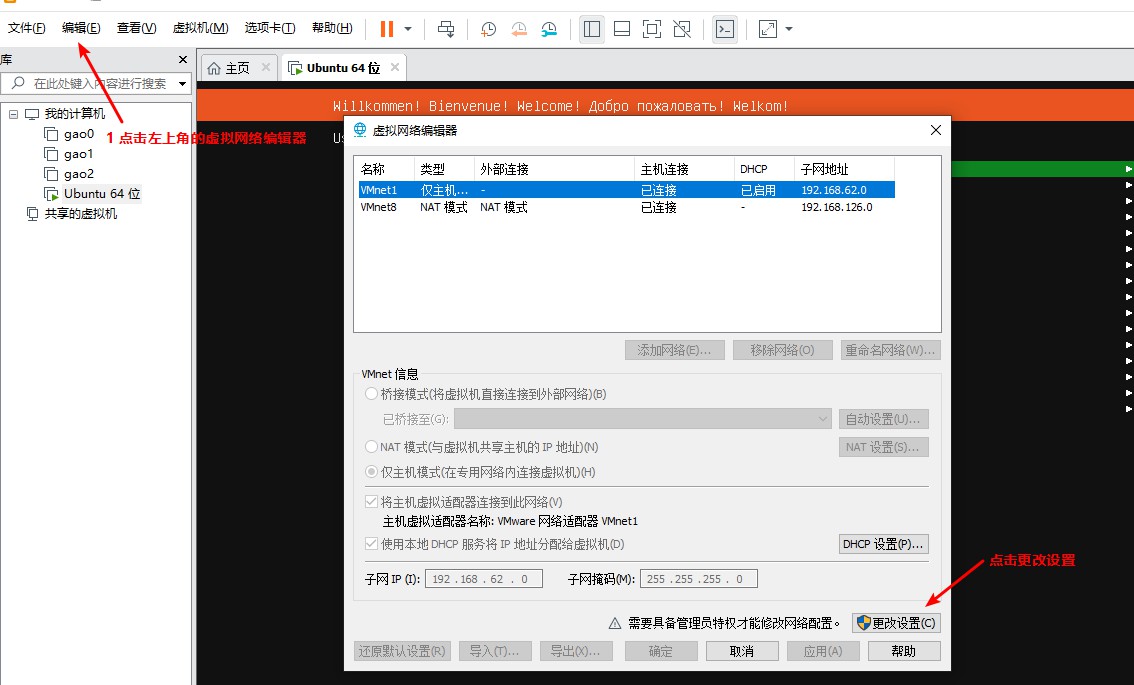 文件(F) 编辑(E) 查看(V) 虚拟机(M) 选项卡(T) 帮助(H)
库
在此处键入内容进行搜索
主页
Ubuntu 64 位
我的计算机
gao0
gao1
gao2
Ubuntu 64 位
共享的虚拟机
1 点击左上角的虚拟网络编辑器
Willkommen! Bienvenue! Welcome! Добро пожаловать! Welkom!
虚拟网络编辑器
名称 类型 外部连接 主机连接 DHCP 子网地址
VMnet1 仅主机... - 已连接 已启用 192.168.62.0
VMnet8 NAT 模式 NAT 模式 已连接 - 192.168.126.0
添加网络(E)... 移除网络(O) 重命名网络(W)...
VMnet 信息
桥接模式(将虚拟机直接连接到外部网络)(B)
已桥接至(G): 自动设置(U)...
NAT 模式(与虚拟机共享主机的 IP 地址)(N) NAT 设置(S)...
仅主机模式(在专用网络内连接虚拟机)(H)
将主机虚拟适配器连接到此网络(V)
主机虚拟适配器名称: VMware 网络适配器 VMnet1
使用本地 DHCP 服务将 IP 地址分配给虚拟机(D) DHCP 设置(P)...
子网 IP (I): 192 . 168 . 62 . 0 子网掩码(M): 255 . 255 . 255 . 0
点击更改设置
需要具备管理员特权才能修改网络配置。 更改设置(C)
还原默认设置(R) 导入(T)... 导出(X)... 确定 取消 应用(A) 帮助